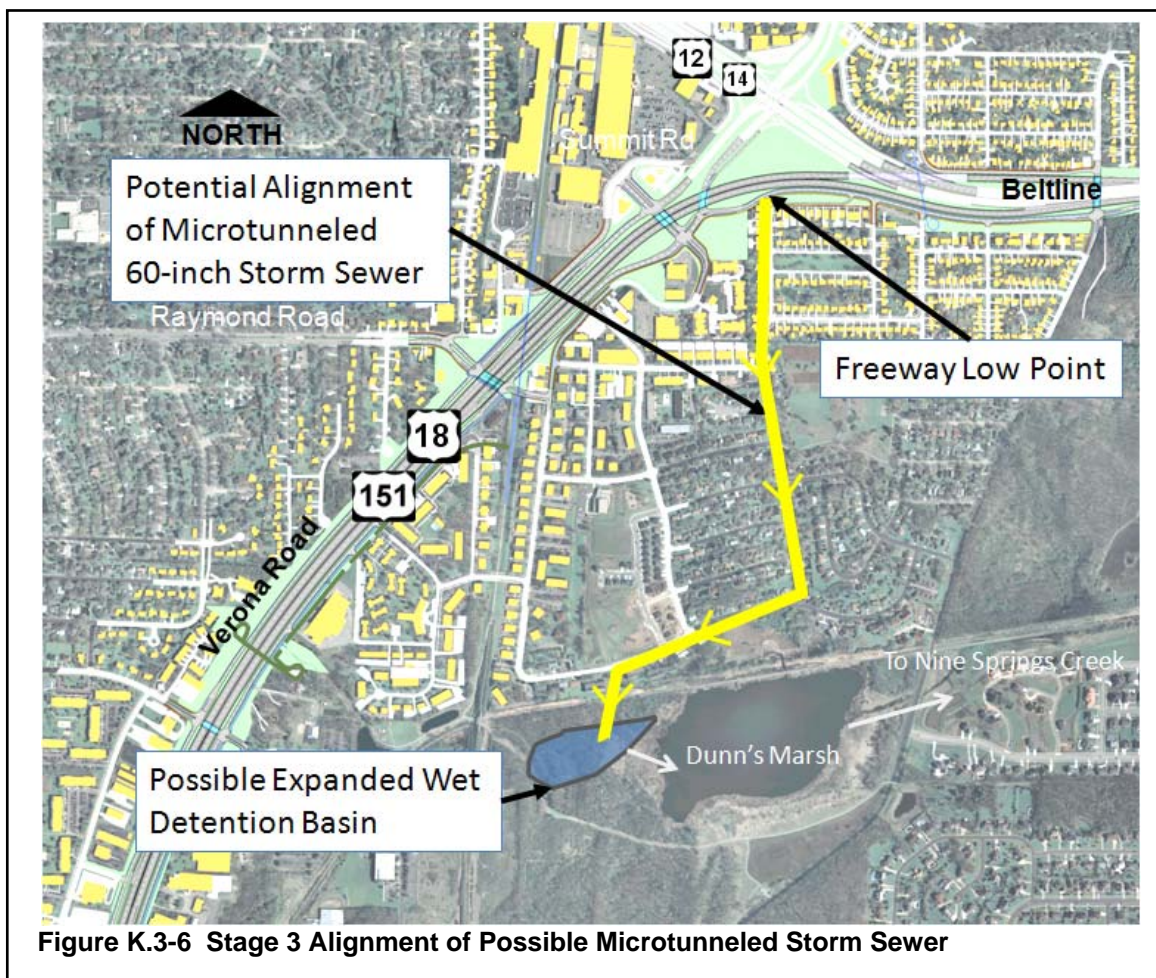 12
14
NORTH
Summit Rd
Potential Alignment
of Microtunneled
60-inch Storm Sewer
Beltline
Raymond Road
Freeway Low Point
18
151
Verona Road
To Nine Springs Creek
Dunn's Marsh
Possible Expanded Wet
Detention Basin
Figure K.3-6 Stage 3 Alignment of Possible Microtunneled Storm Sewer